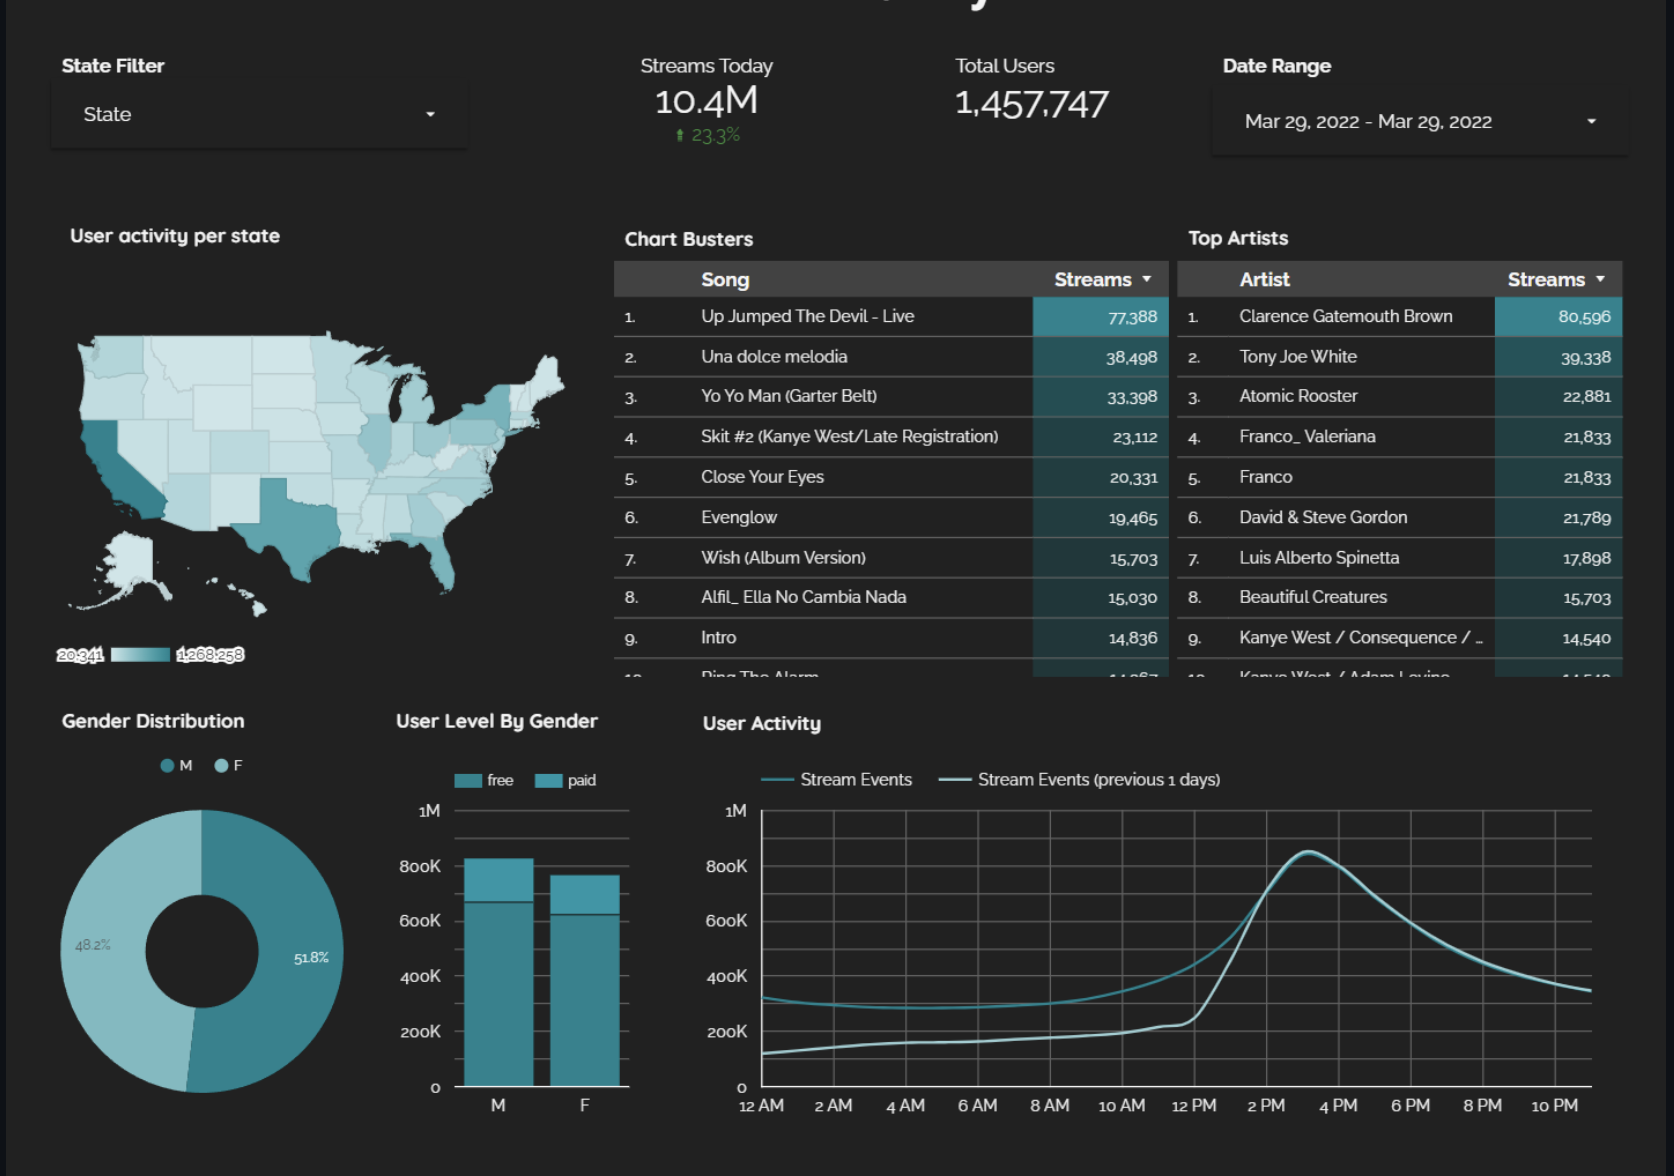 State Filter
State
Streams Today
10.4M
23.3%
Total Users
1,457,747
Date Range
Mar 29, 2022 - Mar 29, 2022
User activity per state
20,341
1,268,258
Chart Busters
Song Streams
1. Up Jumped The Devil - Live 77,388
2. Una dolce melodia 38,498
3. Yo Yo Man (Garter Belt) 33,398
4. Skit #2 (Kanye West/Late Registration) 23,112
5. Close Your Eyes 20,331
6. Evenglow 19,465
7. Wish (Album Version) 15,703
8. Alfil_ Ella No Cambia Nada 15,030
9. Intro 14,836
Ring The Alarm
Top Artists
Artist Streams
1. Clarence Gatemouth Brown 80,596
2. Tony Joe White 39,338
3. Atomic Rooster 22,881
4. Franco_ Valeriana 21,833
5. Franco 21,833
6. David & Steve Gordon 21,789
7. Luis Alberto Spinetta 17,898
8. Beautiful Creatures 15,703
9. Kanye West / Consequence / ... 14,540
Kanye West / Adam Levine
Gender Distribution
M F
48.2%
51.8%
User Level By Gender
free paid
1M
800K
600K
400K
200K
0
M F
User Activity
Stream Events Stream Events (previous 1 days)
1M
800K
600K
400K
200K
0
12 AM 2 AM 4 AM 6 AM 8 AM 10 AM 12 PM 2 PM 4 PM 6 PM 8 PM 10 PM